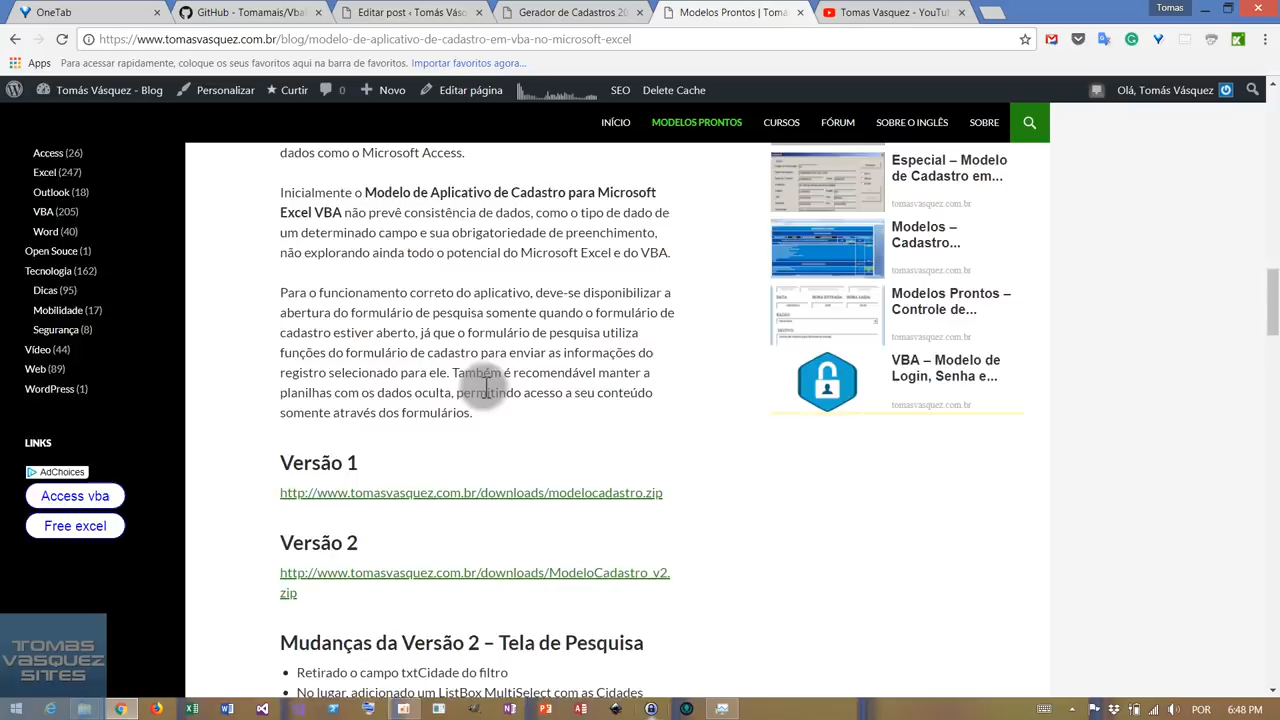 OneTab
GitHub - Tomamais/Vba
Editar Post ‹ Tomás Váso
Gerador de Cadastros 20
Modelos Prontos | Tomá
Modelo de Cadastro VBA
Tomas
https://www.tomasvasquez.com.br/blog/modelo-de-aplicativo-de-cadastro-em-vba-no-microsoft-excel
Apps
Para acessar rapidamente, coloque os seus favoritos aqui na barra de favoritos. Importar favoritos agora...
Tomás Vásquez - Blog
Personalizar
Curtir
0
Novo
Editar página
SEO
Delete Cache
Olá, Tomás Vásquez
INÍCIO
MODELOS PRONTOS
CURSOS
FÓRUM
SOBRE O INGLÊS
SOBRE
Access (26)
Excel (247)
Outlook (18)
VBA (203)
Word (40)
Open Souce (1)
Tecnologia (162)
Dicas (95)
Mobilidade (17)
Segurança (8)
Vídeo (44)
Web (89)
WordPress (1)
LINKS
AdChoices
Access vba
Free excel
TOMAS
VASQUEZ
SITES
dados como o Microsoft Access.
Inicialmente o Modelo de Aplicativo de Cadastro para Microsoft
Excel VBA não prevê consistência de dados, como o tipo de dado de
um determinado campo e sua obrigatoriedade de preenchimento,
não explorando ainda todo o potencial do Microsoft Excel e do VBA.
Para o funcionamento correto do aplicativo, deve-se disponibilizar a
abertura do formulário de pesquisa somente quando o formulário de
cadastro estiver aberto, já que o formulário de pesquisa utiliza
funções do formulário de cadastro para enviar as informações do
registro selecionado para ele. Também é recomendável manter a
planilhas com os dados oculta, permitindo acesso a seu conteúdo
somente através dos formulários.
Versão 1
http://www.tomasvasquez.com.br/downloads/modelocadastro.zip
Versão 2
http://www.tomasvasquez.com.br/downloads/ModeloCadastro_v2.
zip
Mudanças da Versão 2 – Tela de Pesquisa
Retirado o campo txtCidade do filtro
No lugar, adicionado um ListBox MultiSelect com as Cidades
Especial – Modelo
de Cadastro em...
tomasvasquez.com.br
Modelos –
Cadastro...
tomasvasquez.com.br
Modelos Prontos –
Controle de...
tomasvasquez.com.br
VBA – Modelo de
Login, Senha e...
tomasvasquez.com.br
POR
6:48 PM